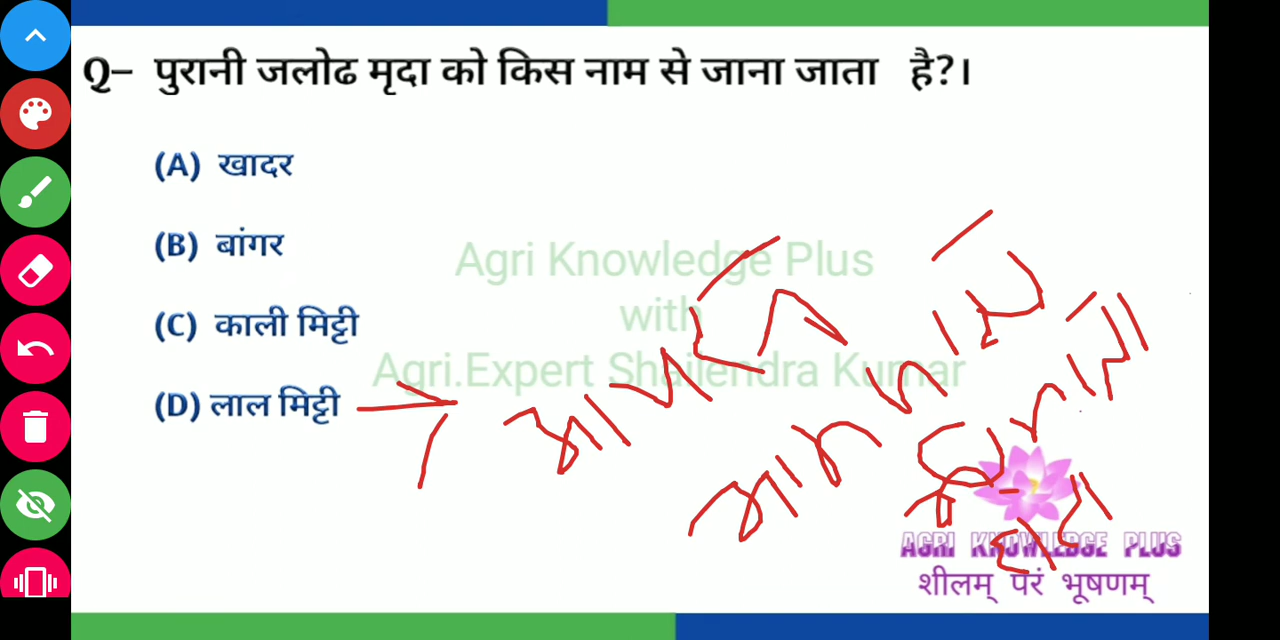 Q– पुरानी जलोढ मृदा को किस नाम से जाना जाता है?।
(A) खादर
(B) बांगर
(C) काली मिट्टी
(D) लाल मिट्टी
Agri Knowledge Plus
with
Agri.Expert Shailendra Kumar
AGRI KNOWLEDGE PLUS
शीलम् परं भूषणम्